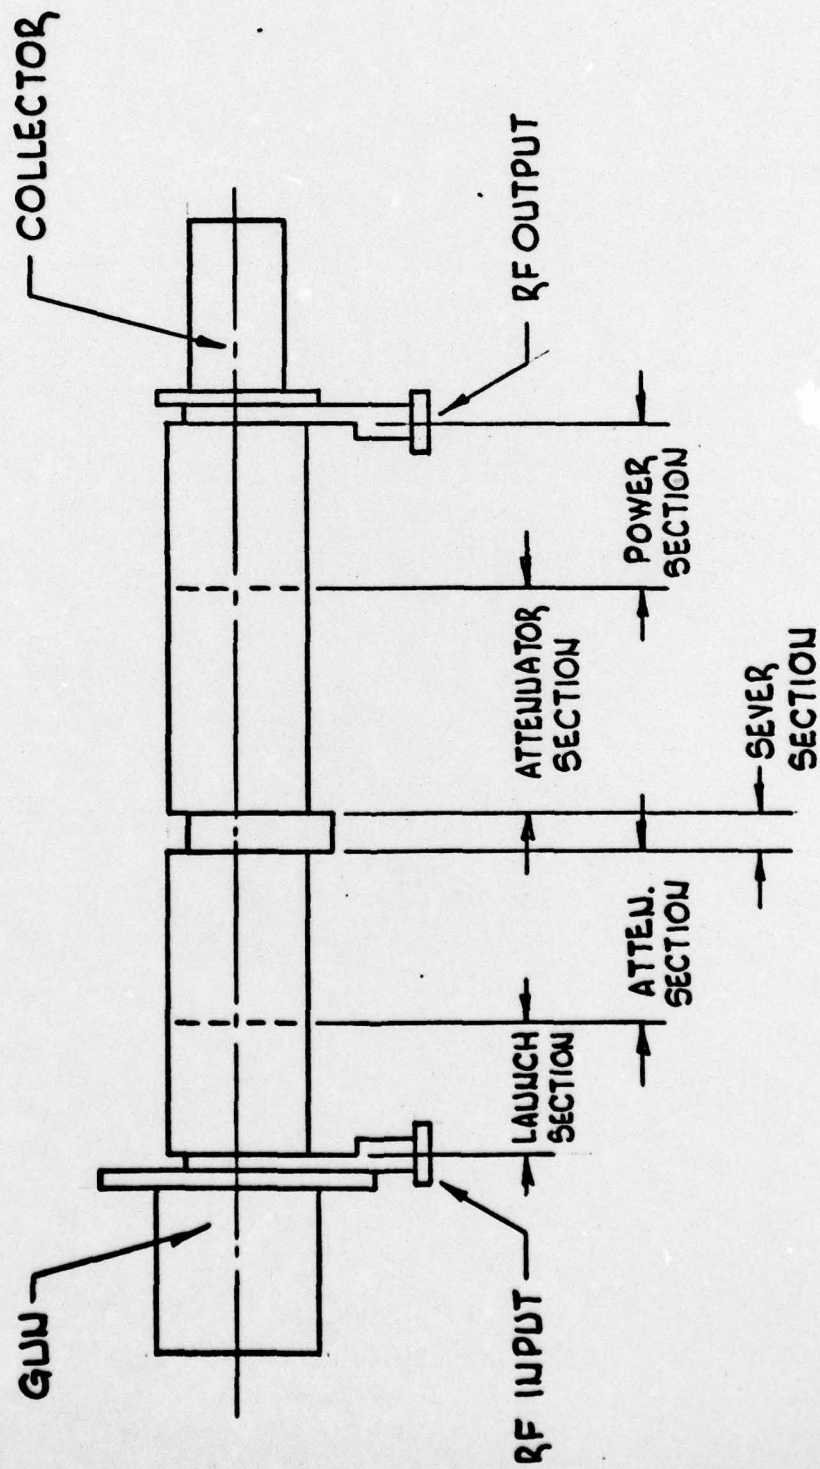 GUN
COLLECTOR
RF INPUT
RF OUTPUT
LAUNCH
SECTION
ATTENUATOR
SECTION
ATTEN.
SECTION
POWER
SECTION
SEVER
SECTION